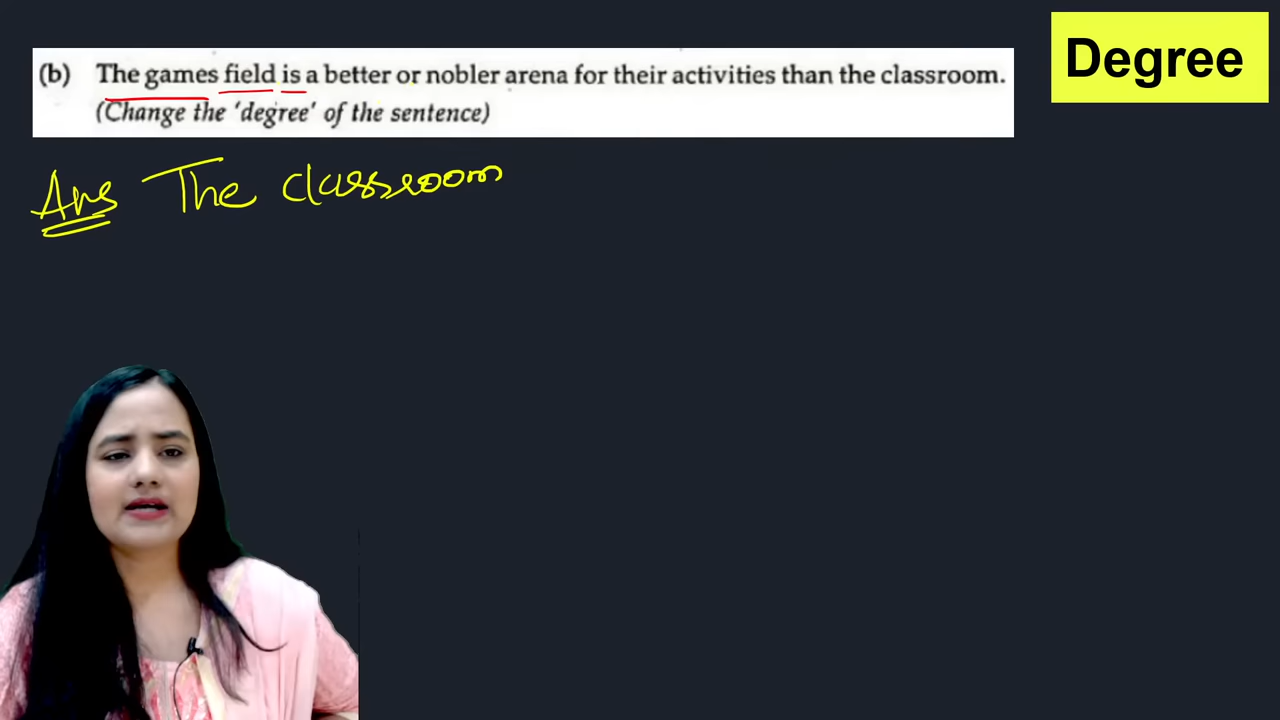 Degree
(b) The games field is a better or nobler arena for their activities than the classroom.
(Change the 'degree' of the sentence)
Ans The classroom